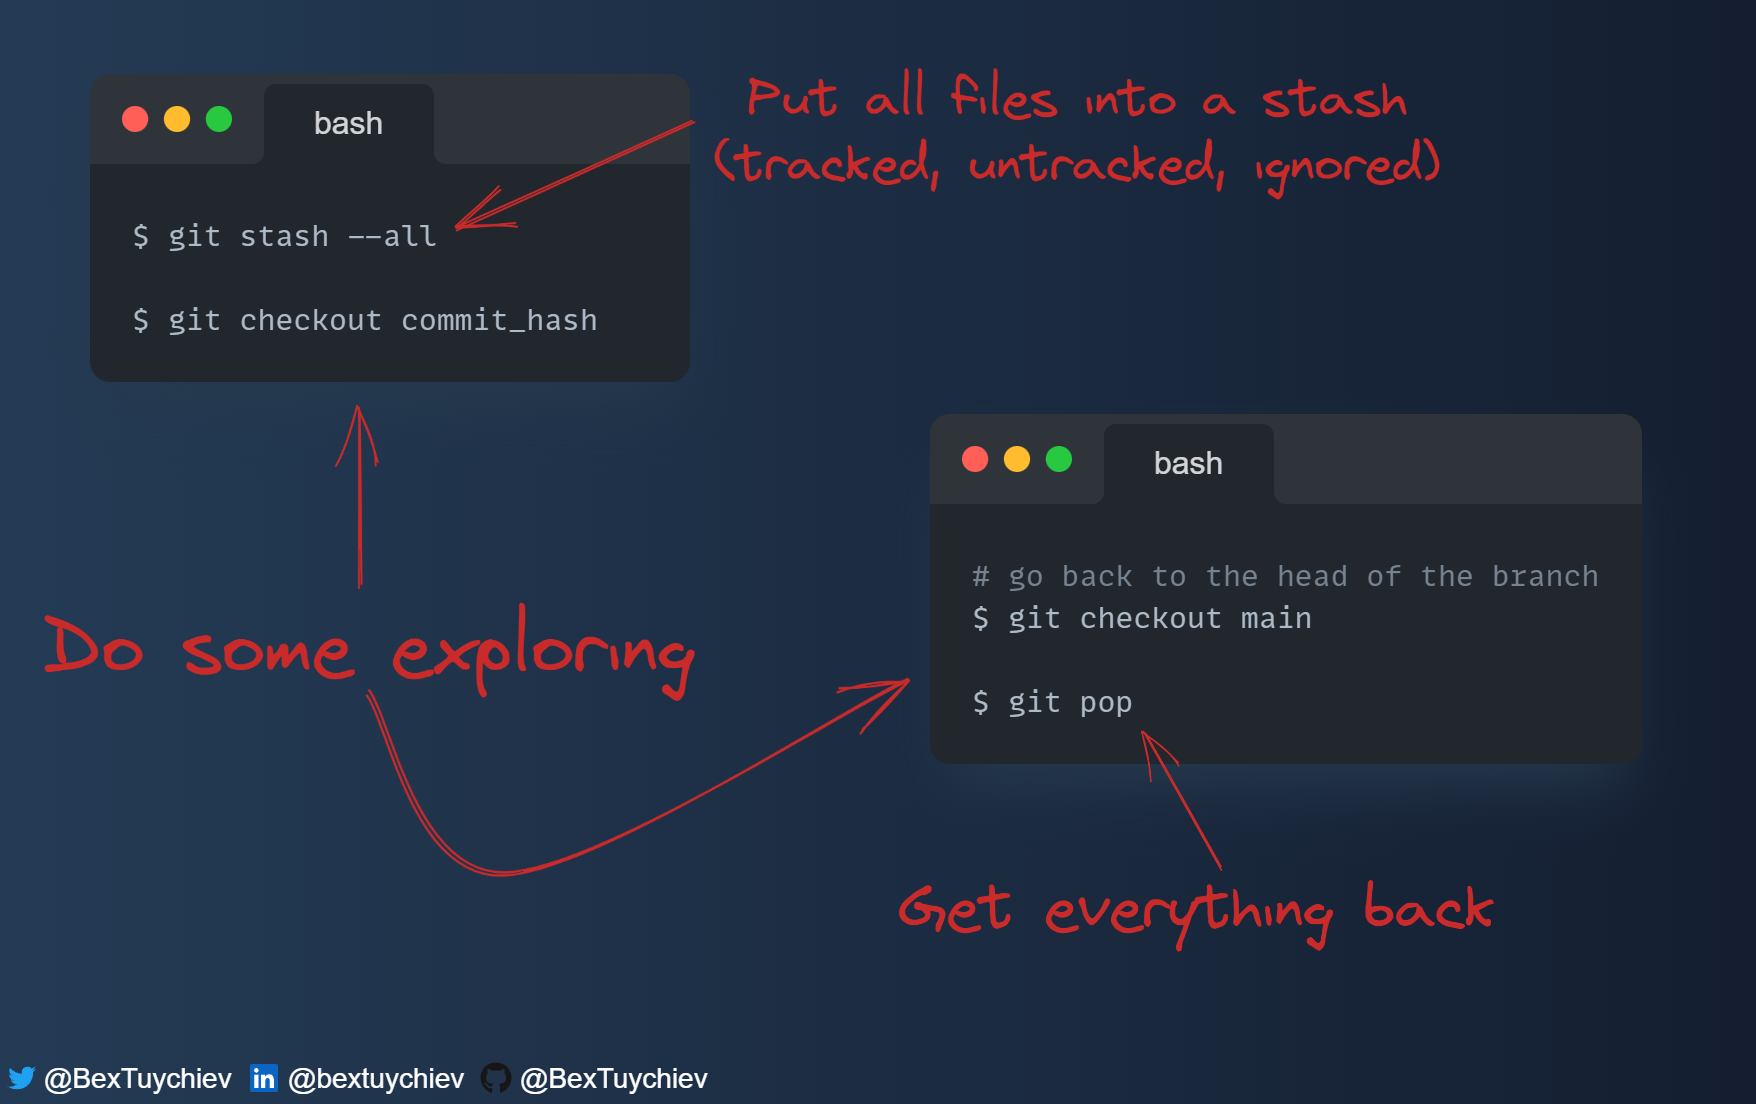 bash
Put all files into a stash
(tracked, untracked, ignored)
$ git stash --all
$ git checkout commit_hash
Do some exploring
bash
# go back to the head of the branch
$ git checkout main
$ git pop
Get everything back
@BexTuychiev in @bextuychiev @BexTuychiev